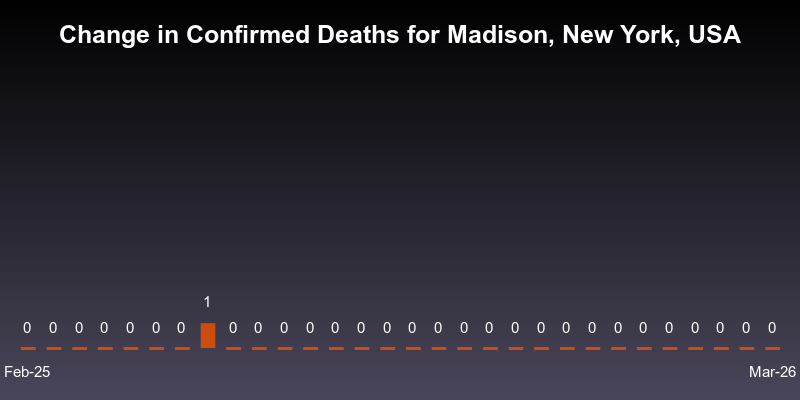 Change in Confirmed Deaths for Madison, New York, USA
1
0 0 0 0 0 0 0 0 0 0 0 0 0 0 0 0 0 0 0 0 0 0 0 0 0 0 0 0 0
Feb-25 Mar-26